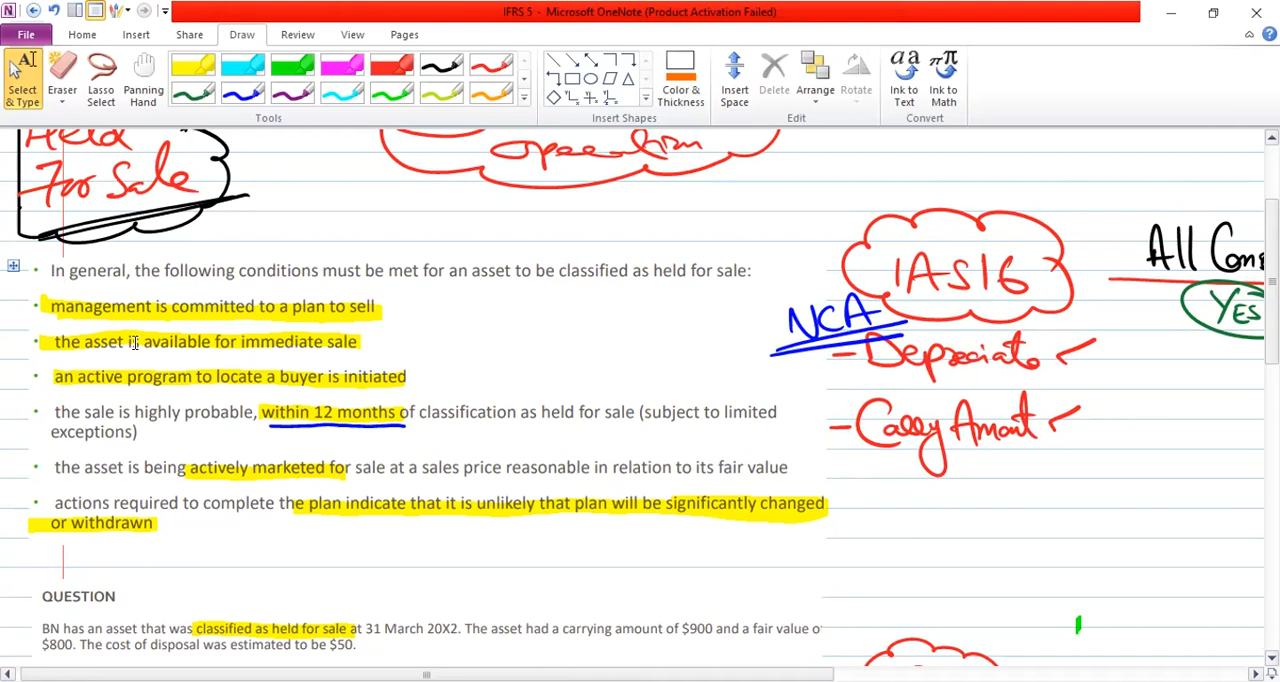 IFRS 5 - Microsoft OneNote (Product Activation Failed)
File Home Insert Share Draw Review View Pages
Select & Type
Eraser
Lasso Select
Panning Hand
Color & Thickness
Insert Space
Delete
Arrange
Rotate
Ink to Text
Ink to Math
Tools
Insert Shapes
Edit
Convert
Held
For Sale
operation
• In general, the following conditions must be met for an asset to be classified as held for sale:
• management is committed to a plan to sell
• the asset is available for immediate sale
• an active program to locate a buyer is initiated
• the sale is highly probable, within 12 months of classification as held for sale (subject to limited
exceptions)
• the asset is being actively marketed for sale at a sales price reasonable in relation to its fair value
• actions required to complete the plan indicate that it is unlikely that plan will be significantly changed
or withdrawn
IAS16
NCA
- Depreciate ✓
- Carry Amount ✓
All
YES
QUESTION
BN has an asset that was classified as held for sale at 31 March 20X2. The asset had a carrying amount of $900 and a fair value
$800. The cost of disposal was estimated to be $50.